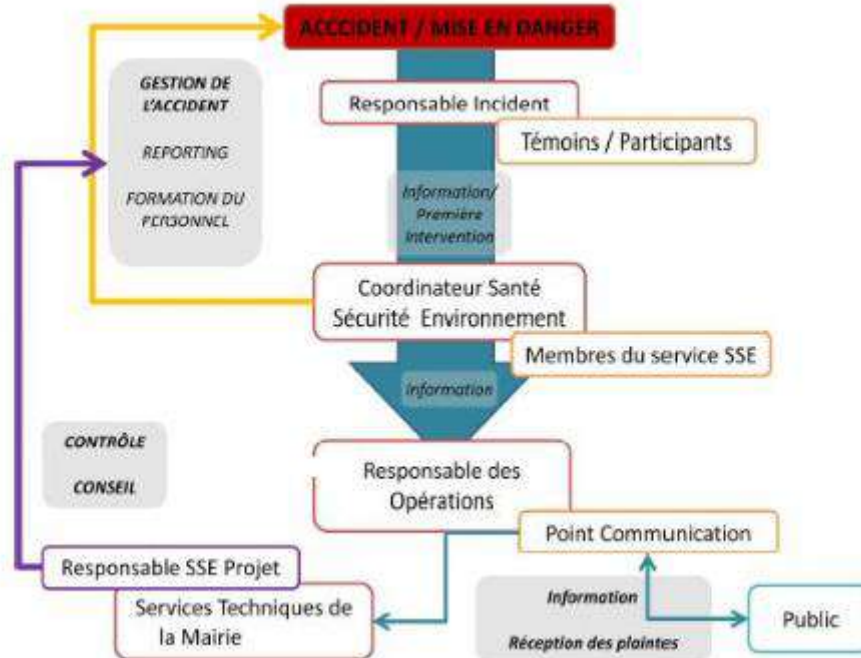 ACCCIDENT / MISE EN DANGER
GESTION DE
L'ACCIDENT
REPORTING
FORMATION DU
PERSONNEL
Responsable Incident
Témoins / Participants
Information/
Première
Intervention
Coordinateur Santé
Sécurité Environnement
Membres du service SSE
Information
CONTRÔLE
CONSEIL
Responsable des
Opérations
Point Communication
Responsable SSE Projet
Services Techniques de
la Mairie
Information
Réception des plaintes
Public